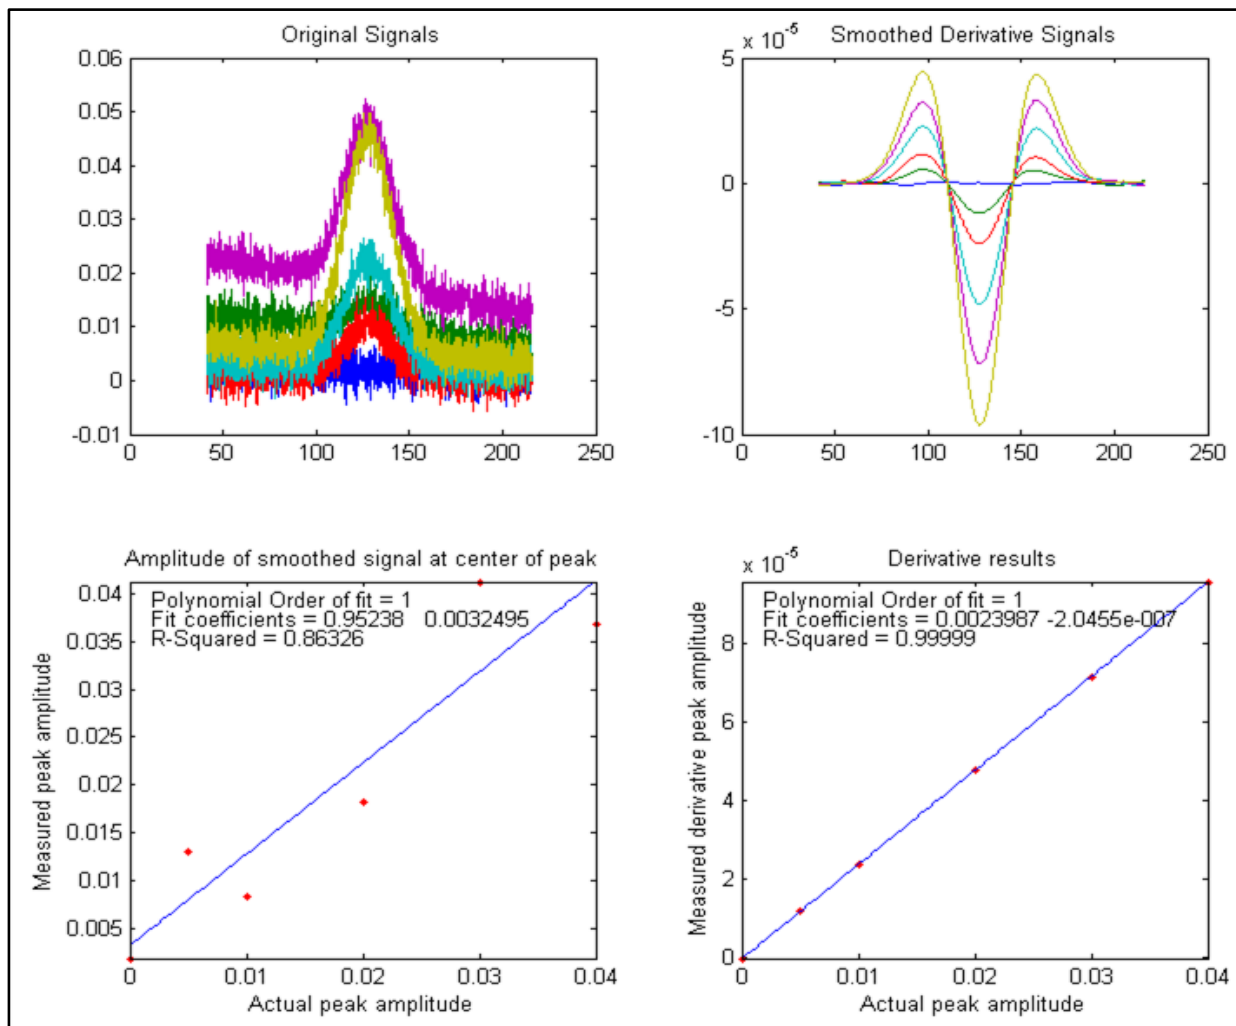 Original Signals
0.06
0.05
0.04
0.03
0.02
0.01
0
-0.01
0 50 100 150 200 250
Smoothed Derivative Signals
x 10-5
5
0
-5
-10
0 50 100 150 200 250
Amplitude of smoothed signal at center of peak
Polynomial Order of fit = 1
Fit coefficients = 0.95238 0.0032495
R-Squared = 0.86326
0.04
0.035
0.03
0.025
0.02
0.015
0.01
0.005
Measured peak amplitude
0 0.01 0.02 0.03 0.04
Actual peak amplitude
Derivative results
x 10-5
Polynomial Order of fit = 1
Fit coefficients = 0.0023987 -2.0455e-007
R-Squared = 0.99999
8
6
4
2
0
Measured derivative peak amplitude
0 0.01 0.02 0.03 0.04
Actual peak amplitude